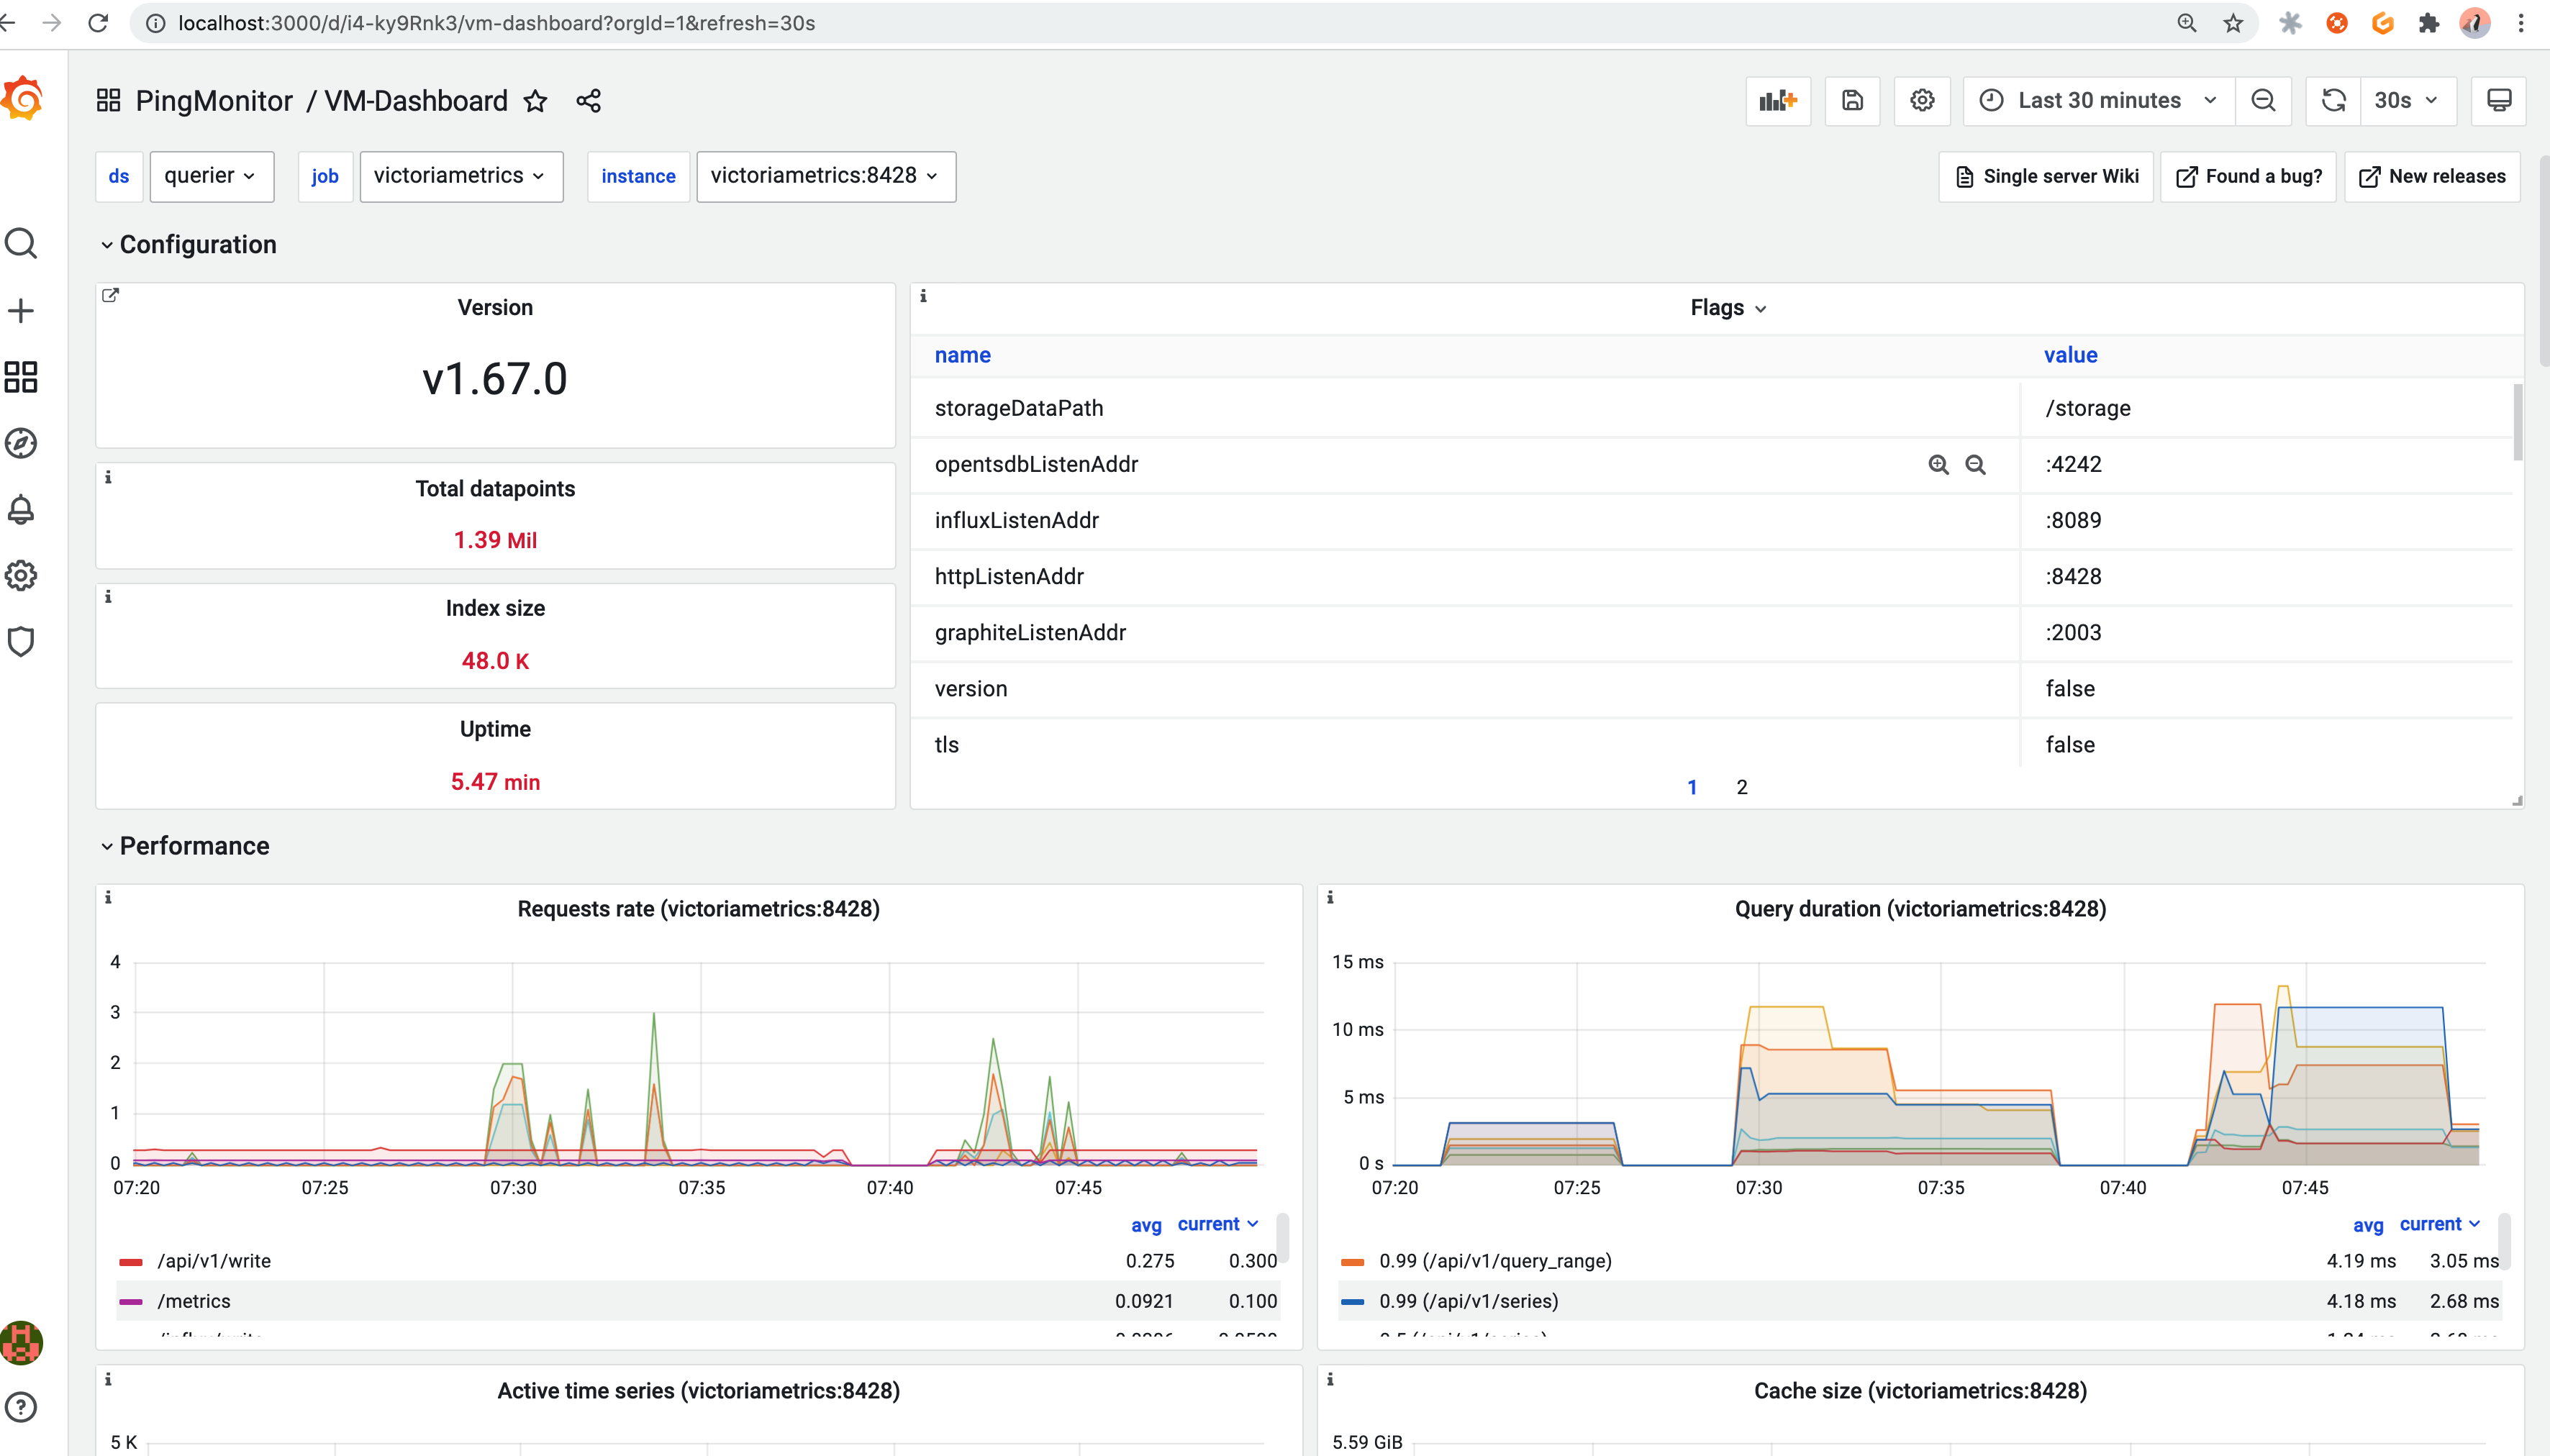 localhost:3000/d/i4-ky9Rnk3/vm-dashboard?orgId=1&refresh=30s
PingMonitor / VM-Dashboard
Last 30 minutes
30s
ds querier job victoriametrics instance victoriametrics:8428
Single server Wiki Found a bug? New releases
Configuration
Version
v1.67.0
Total datapoints
1.39 Mil
Index size
48.0 K
Uptime
5.47 min
Flags
name value
storageDataPath /storage
opentsdbListenAddr :4242
influxListenAddr :8089
httpListenAddr :8428
graphiteListenAddr :2003
version false
tls false
1 2
Performance
Requests rate (victoriametrics:8428)
4
3
2
1
0
07:20 07:25 07:30 07:35 07:40 07:45
avg current
/api/v1/write 0.275 0.300
/metrics 0.0921 0.100
Query duration (victoriametrics:8428)
15 ms
10 ms
5 ms
0 s
07:20 07:25 07:30 07:35 07:40 07:45
avg current
0.99 (/api/v1/query_range) 4.19 ms 3.05 ms
0.99 (/api/v1/series) 4.18 ms 2.68 ms
Active time series (victoriametrics:8428)
5 K
Cache size (victoriametrics:8428)
5.59 GiB